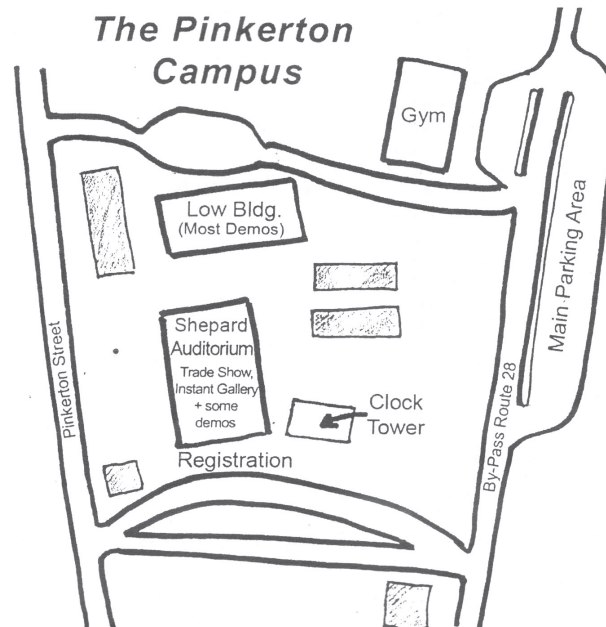 The Pinkerton
Campus
Gym
Low Bldg.
(Most Demos)
Main Parking Area
Shepard
Auditorium
Trade Show,
Instant Gallery
+ some
demos
Pinkerton Street
Clock
Tower
By-Pass Route 28
Registration